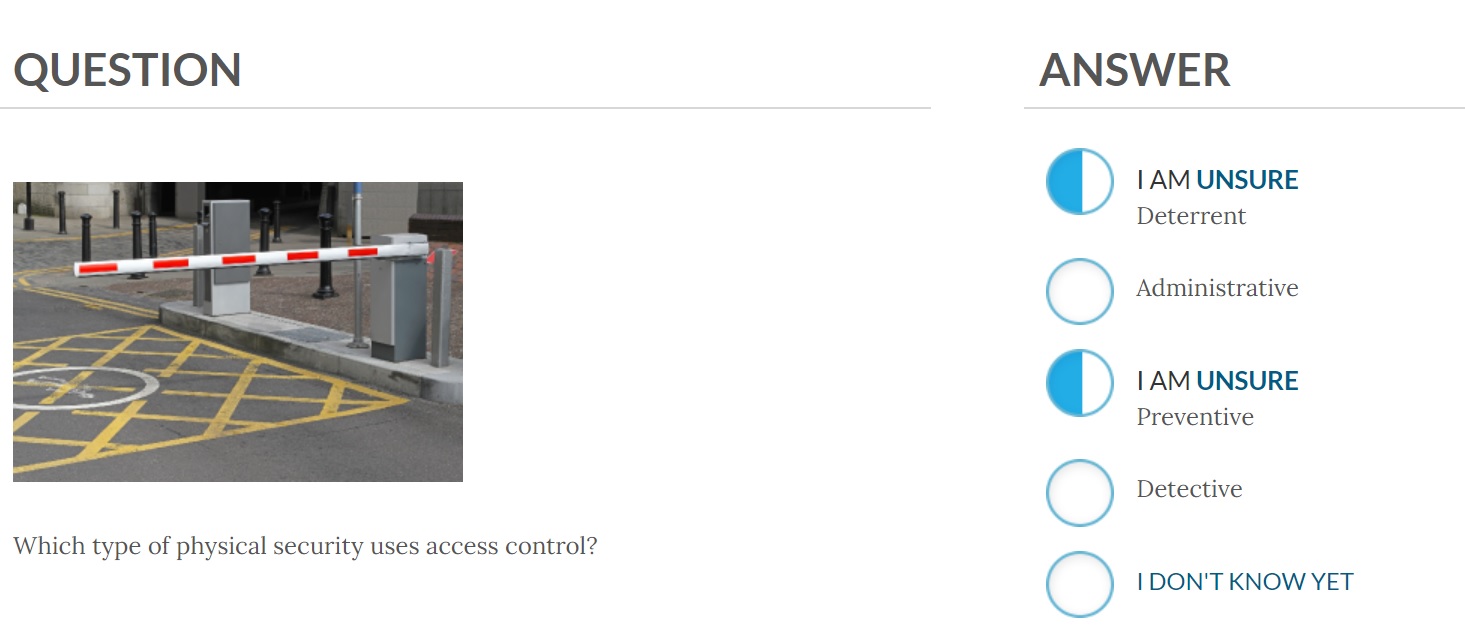 QUESTION
Which type of physical security uses access control?
ANSWER
I AM UNSURE
Deterrent
Administrative
I AM UNSURE
Preventive
Detective
I DON'T KNOW YET